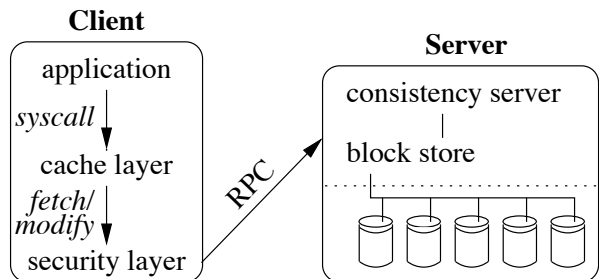 Client
application
syscall
cache layer
fetch/
modify
security layer
RPC
Server
consistency server
block store